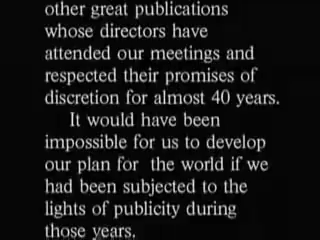 other great publications
whose directors have
attended our meetings and
respected their promises of
discretion for almost 40 years.
It would have been
impossible for us to develop
our plan for the world if we
had been subjected to the
lights of publicity during
those years.